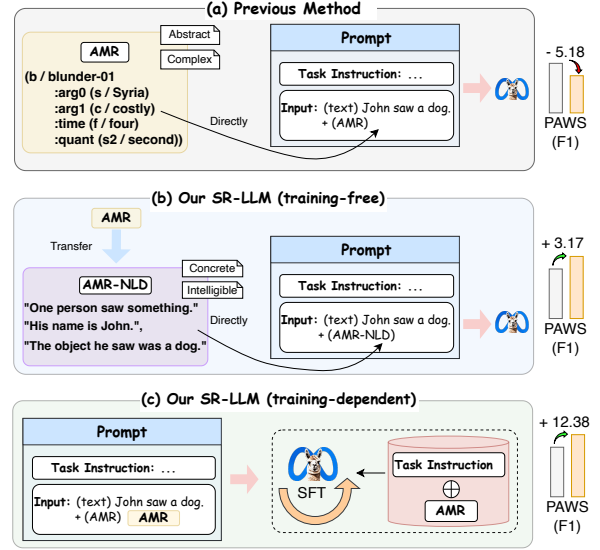 (a) Previous Method
AMR
Abstract
Complex
(b / blunder-01
:arg0 (s / Syria)
:arg1 (c / costly)
:time (f / four)
:quant (s2 / second))
Directly
Prompt
Task Instruction: ...
Input: (text) John saw a dog.
+ (AMR)
- 5.18
PAWS
(F1)
(b) Our SR-LLM (training-free)
AMR
Transfer
AMR-NLD
Concrete
Intelligible
"One person saw something."
"His name is John.",
"The object he saw was a dog."
Directly
Prompt
Task Instruction: ...
Input: (text) John saw a dog.
+ (AMR-NLD)
+ 3.17
PAWS
(F1)
(c) Our SR-LLM (training-dependent)
Prompt
Task Instruction: ...
Input: (text) John saw a dog.
+ (AMR) AMR
SFT
Task Instruction
AMR
+ 12.38
PAWS
(F1)